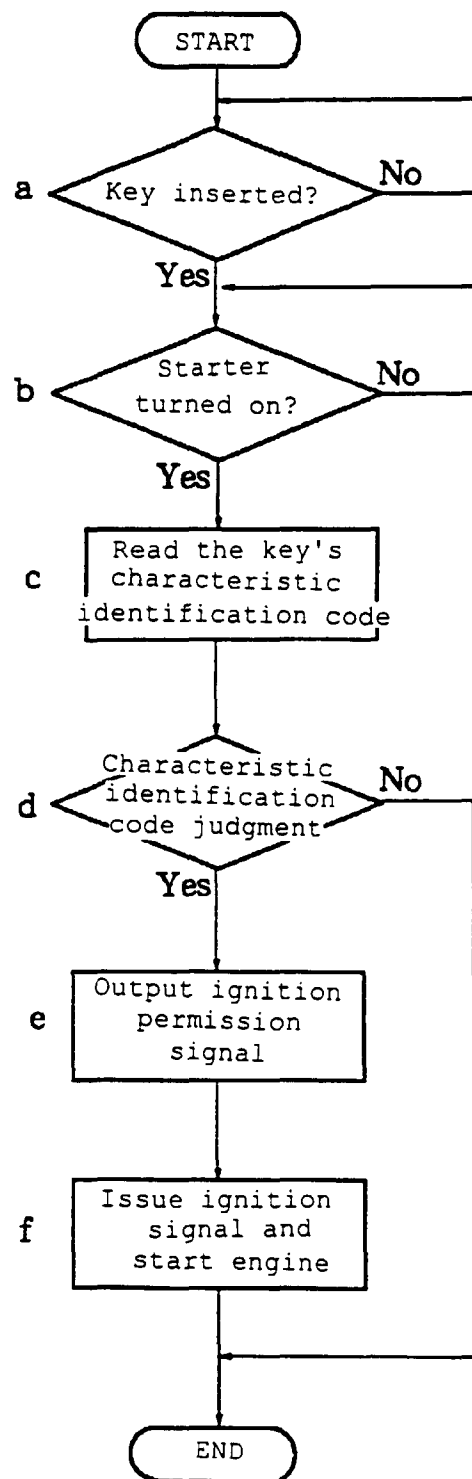 START
a
Key inserted?
No
Yes
b
Starter
turned on?
No
Yes
c
Read the key's
characteristic
identification code
d
Characteristic
identification
code judgment
No
Yes
e
Output ignition
permission
signal
f
Issue ignition
signal and
start engine
END